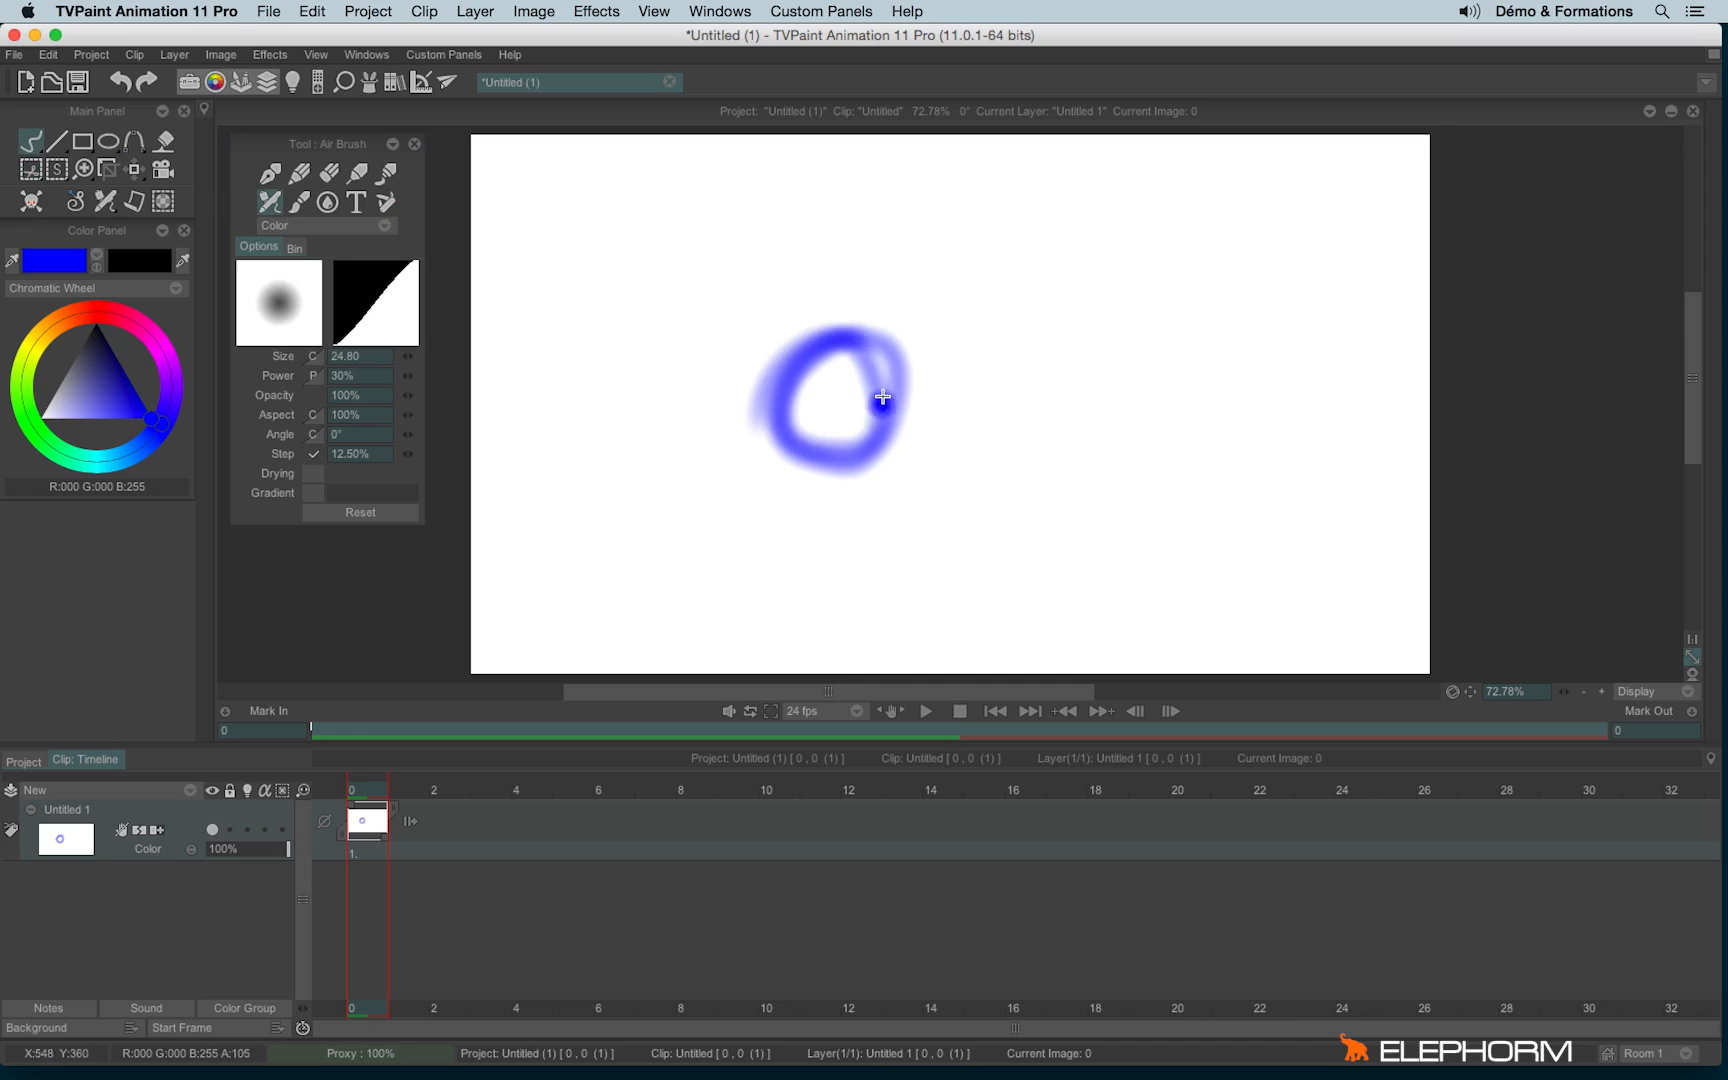 TVPaint Animation 11 Pro File Edit Project Clip Layer Image Effects View Windows Custom Panels Help Démo & Formations
*Untitled (1) - TVPaint Animation 11 Pro (11.0.1-64 bits)
File Edit Project Clip Layer Image Effects View Windows Custom Panels Help
*Untitled (1)
Main Panel
Project: "Untitled (1)" Clip: "Untitled" 72.78% 0° Current Layer: "Untitled 1" Current Image: 0
Tool : Air Brush
Color
Options Bin
Size C 24.80
Power P 30%
Opacity 100%
Aspect C 100%
Angle C 0°
Step 12.50%
Drying
Gradient
Reset
Color Panel
Chromatic Wheel
R:000 G:000 B:255
72.78% - + Display
Mark In 24 fps Mark Out
0 0
Project Clip: Timeline Project: Untitled (1) [ 0 , 0 (1) ] Clip: Untitled [ 0 , 0 (1) ] Layer(1/1): Untitled 1 [ 0 , 0 (1) ] Current Image: 0
New 0 2 4 6 8 10 12 14 16 18 20 22 24 26 28 30 32
Untitled 1
Color 100%
1.
Notes Sound Color Group 0 2 4 6 8 10 12 14 16 18 20 22 24 26 28 30 32
Background Start Frame
X:548 Y:360 R:000 G:000 B:255 A:105 Proxy : 100% Project: Untitled (1) [ 0 , 0 (1) ] Clip: Untitled [ 0 , 0 (1) ] Layer(1/1): Untitled 1 [ 0 , 0 (1) ] Current Image: 0 ELEPHORM Room 1